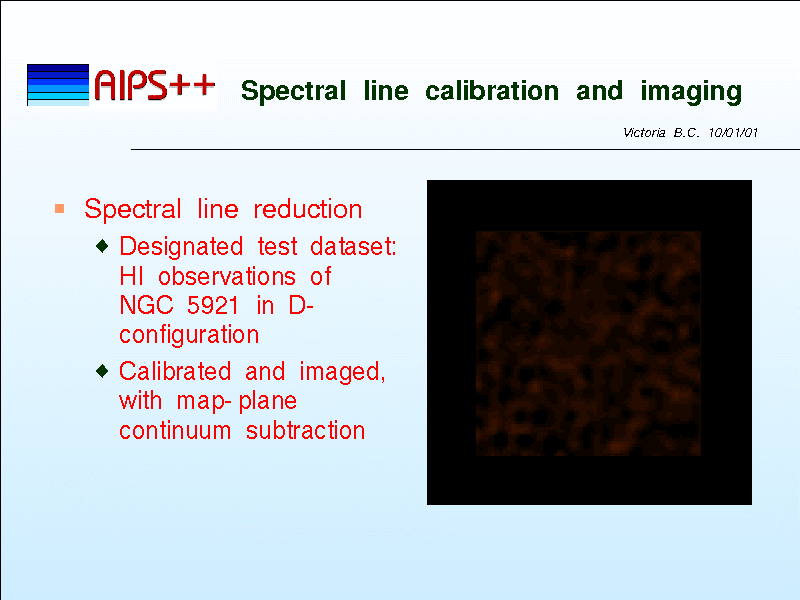 AIPS++
Spectral line calibration and imaging
Victoria B.C. 10/01/01
Spectral line reduction
Designated test dataset:
HI observations of
NGC 5921 in D-
configuration
Calibrated and imaged,
with map- plane
continuum subtraction